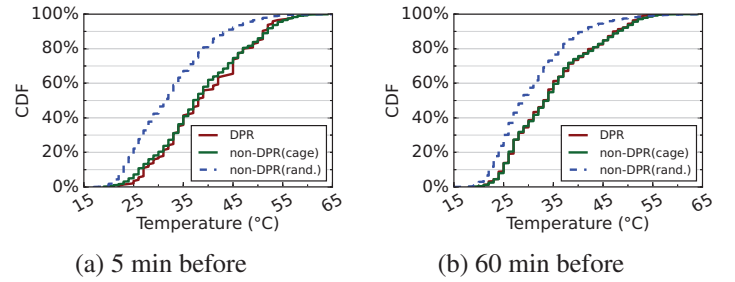 100%
80%
60%
40%
20%
0%
CDF
15
25
35
45
55
65
Temperature (°C)
DPR
non-DPR(cage)
non-DPR(rand.)
(a) 5 min before
100%
80%
60%
40%
20%
0%
CDF
15
25
35
45
55
65
Temperature (°C)
DPR
non-DPR(cage)
non-DPR(rand.)
(b) 60 min before